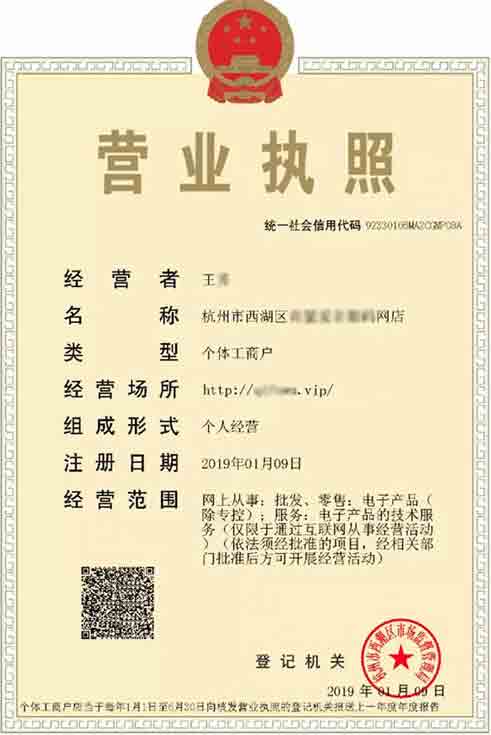 营业执照
统一社会信用代码 92330106MA2CGMPC8A
经营者 王
名称 杭州市西湖区 网店
类型 个体工商户
经营场所 http:// .vip/
组成形式 个人经营
注册日期 2019年01月09日
经营范围 网上从事：批发、零售：电子产品（
除专控）；服务：电子产品的技术服
务（仅限于通过互联网从事经营活动
）（依法须经批准的项目，经相关部
门批准后方可开展经营活动）
登记机关
杭州市西湖区市场监督管理局
2019 年 01 月 09 日
个体工商户应当于每年1月1日至6月30日向核发营业执照的登记机关报送上一年度年度报告